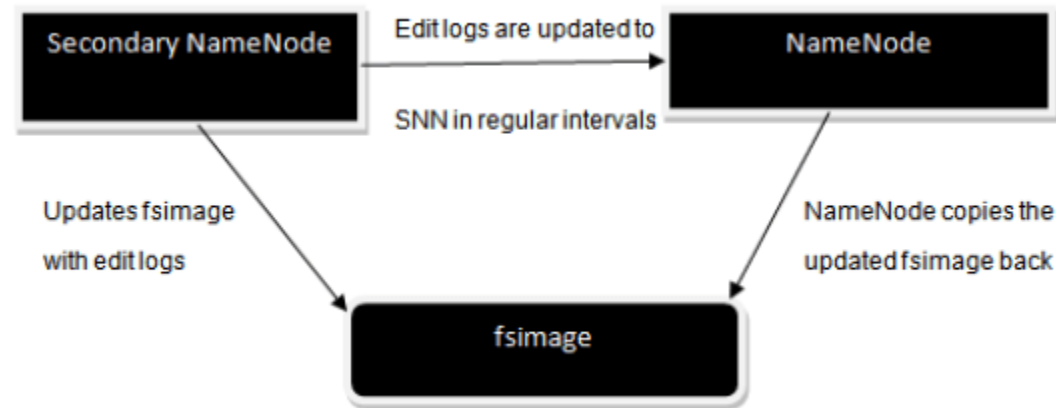 Secondary NameNode
Edit logs are updated to
NameNode
SNN in regular intervals
Updates fsimage
with edit logs
NameNode copies the
updated fsimage back
fsimage